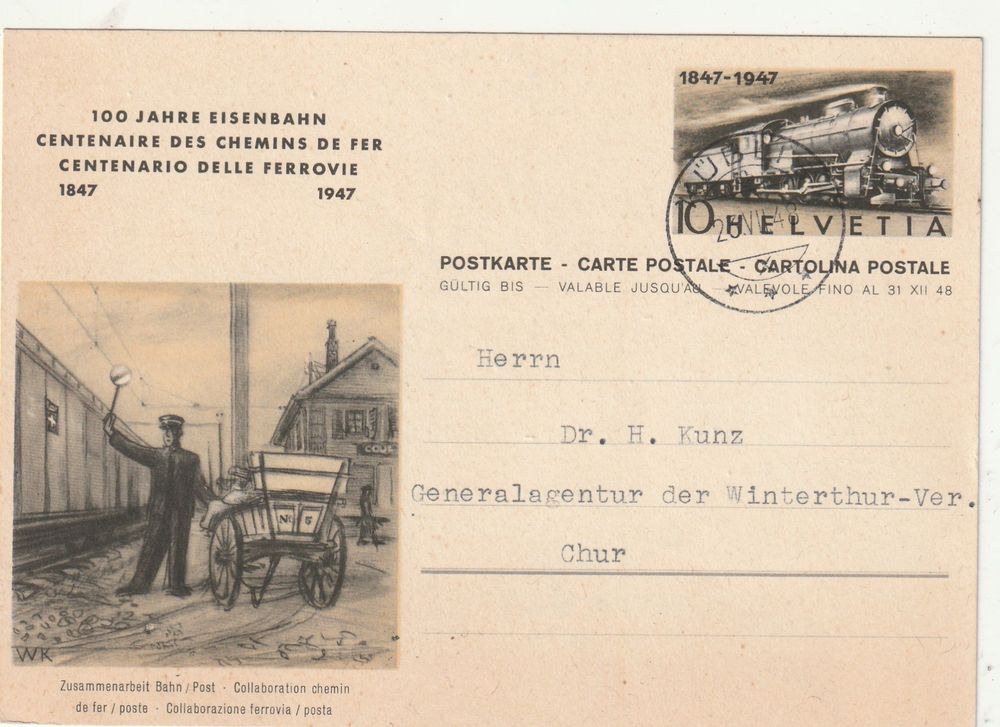 100 JAHRE EISENBAHN
CENTENAIRE DES CHEMINS DE FER
CENTENARIO DELLE FERROVIE
1847 1947
1847-1947
10 HELVETIA
POSTKARTE - CARTE POSTALE - CARTOLINA POSTALE
GÜLTIG BIS — VALABLE JUSQU'AU — VALEVOLE FINO AL 31 XII 48
Herrn
Dr. H. Kunz
Generalagentur der Winterthur-Ver.
Chur
No 5
WK
Zusammenarbeit Bahn / Post · Collaboration chemin
de fer / poste · Collaborazione ferrovia / posta